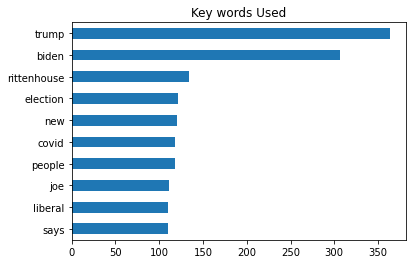 Key words Used
trump
biden
rittenhouse
election
new
covid
people
joe
liberal
says
0 50 100 150 200 250 300 350